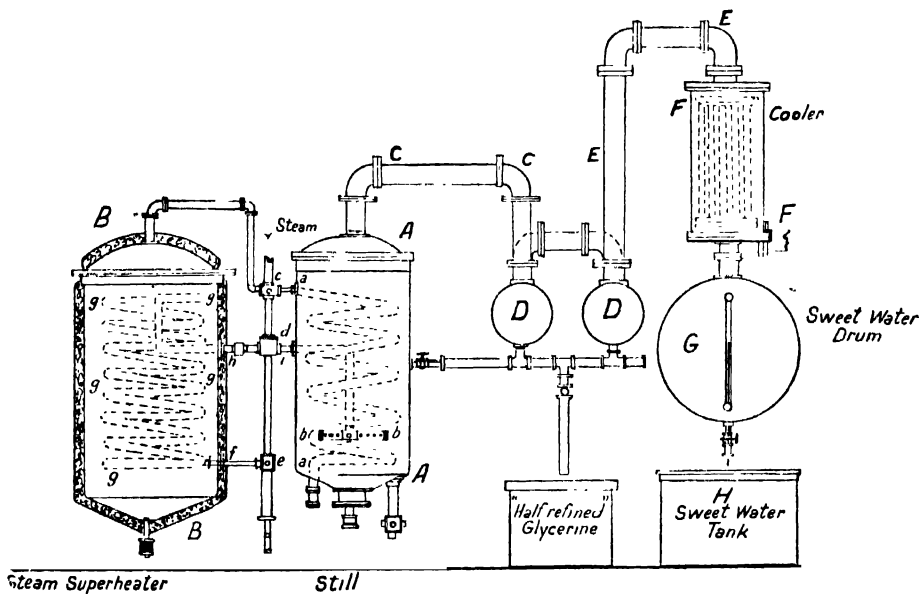 E
F
Cooler
E
C
C
B
Steam
A
F
c
a
D
D
g
g
Sweet Water
Drum
G
d
h
i
g
g
b
b
f
e
a
g
A
B
"Half refined"
Glycerine
H
Sweet Water
Tank
Steam Superheater
Still